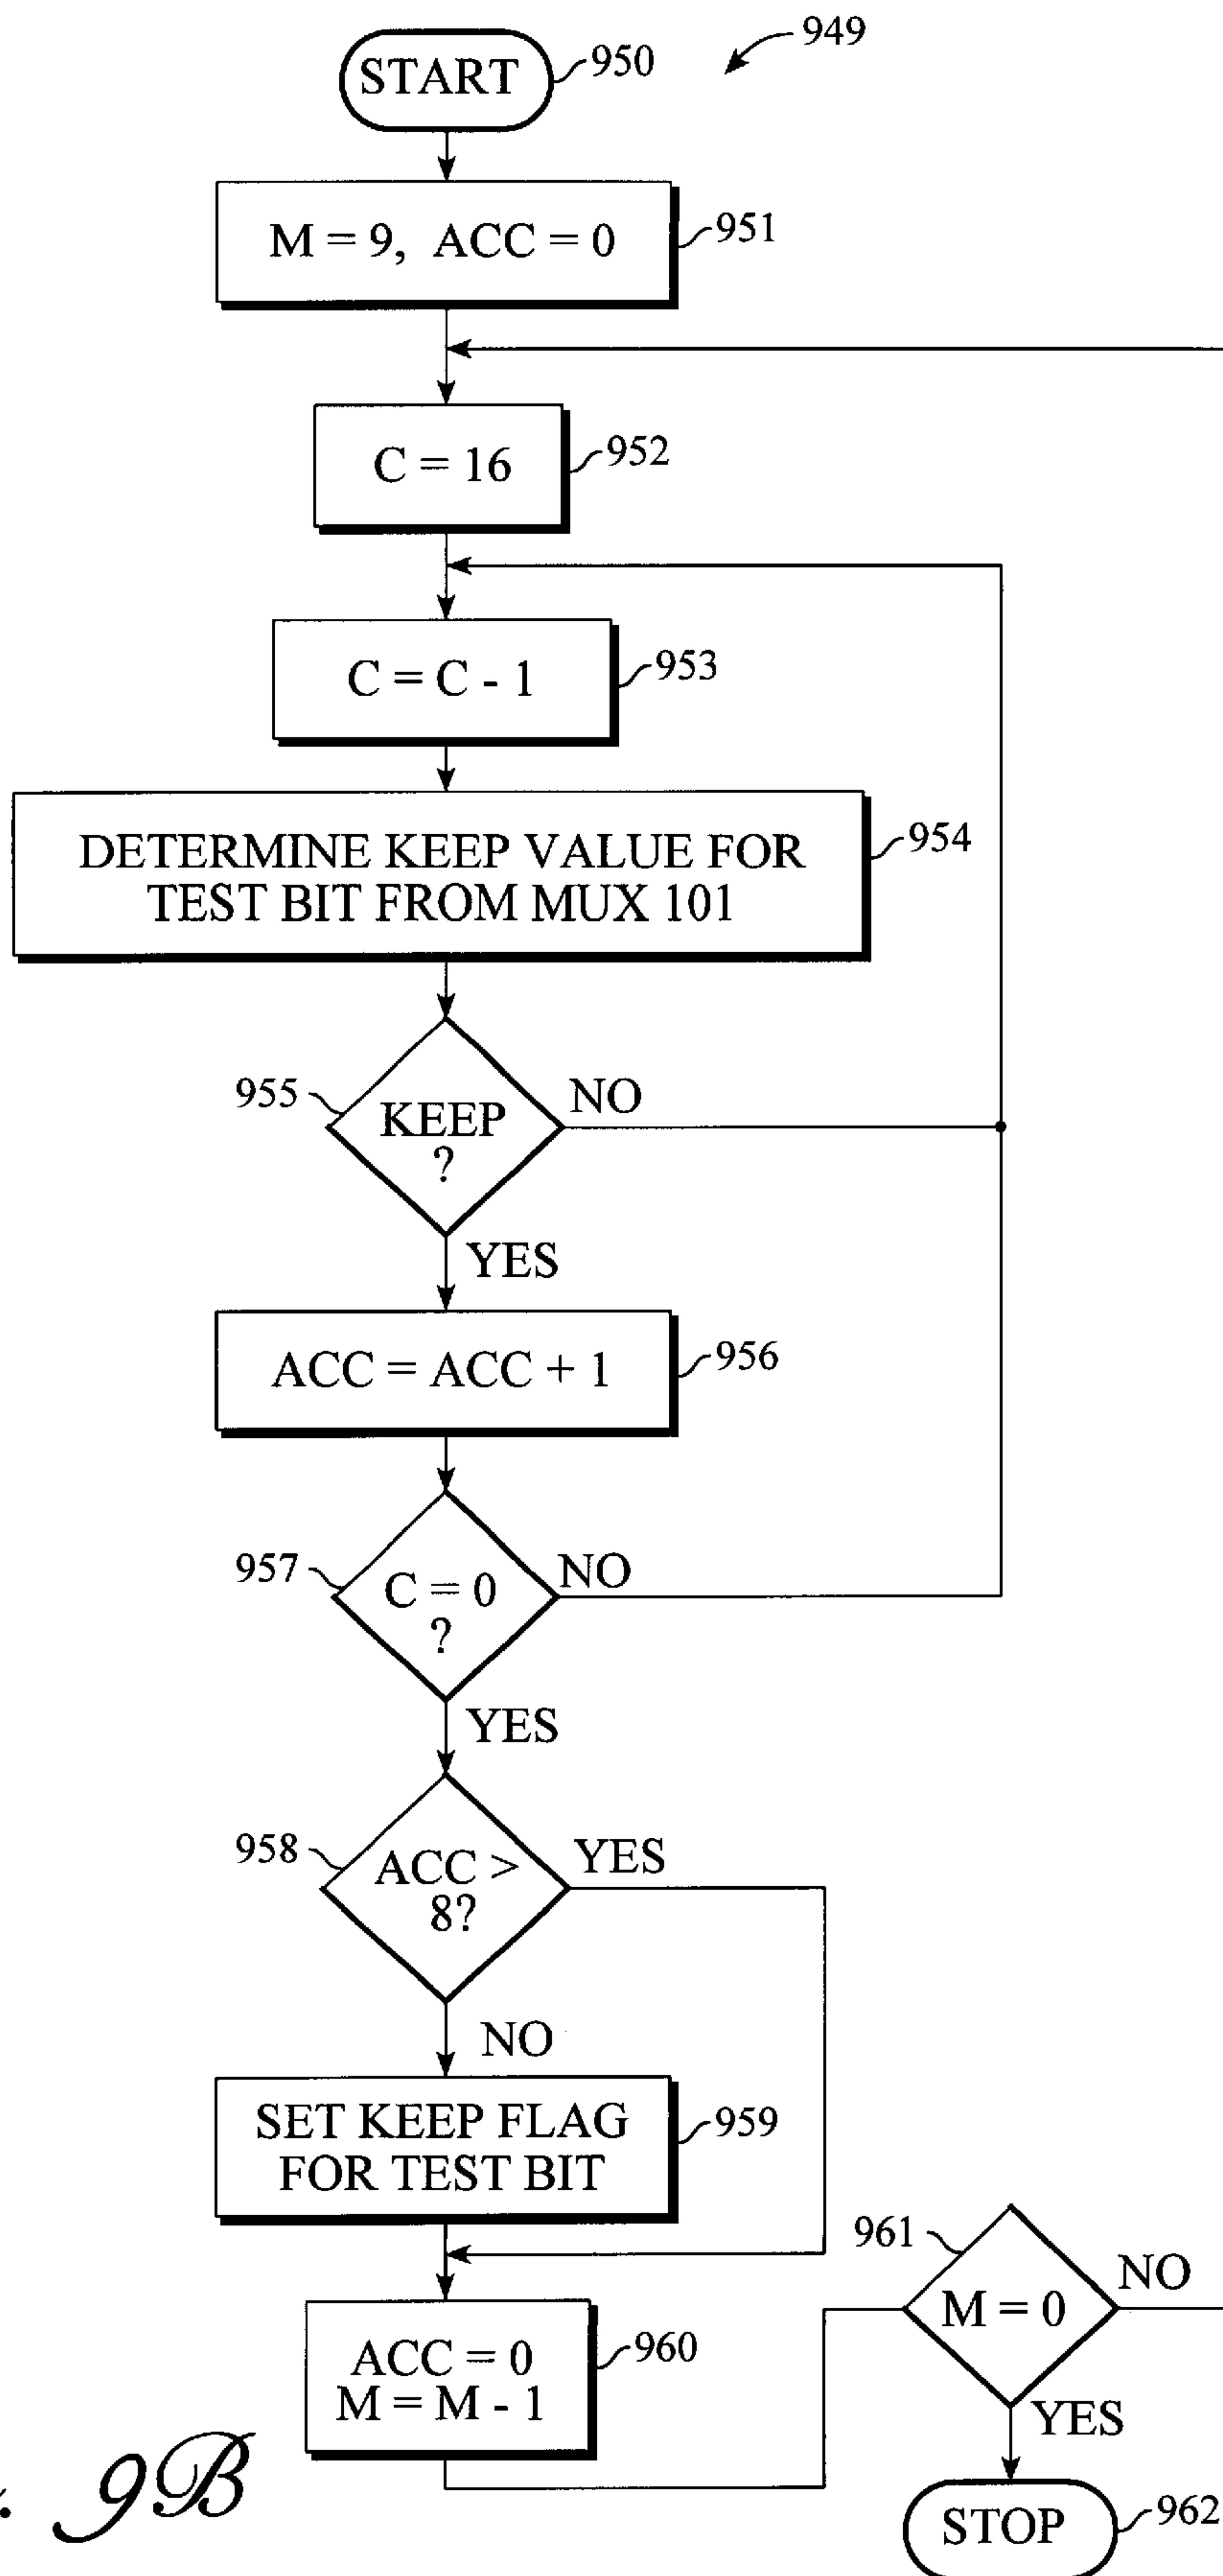 949
START
950
M = 9, ACC = 0
951
C = 16
952
C = C - 1
953
DETERMINE KEEP VALUE FOR
TEST BIT FROM MUX 101
954
955
KEEP
?
NO
YES
ACC = ACC + 1
956
957
C = 0
?
NO
YES
958
ACC >
8?
YES
NO
SET KEEP FLAG
FOR TEST BIT
959
ACC = 0
M = M - 1
960
961
M = 0
NO
YES
STOP
962
9B